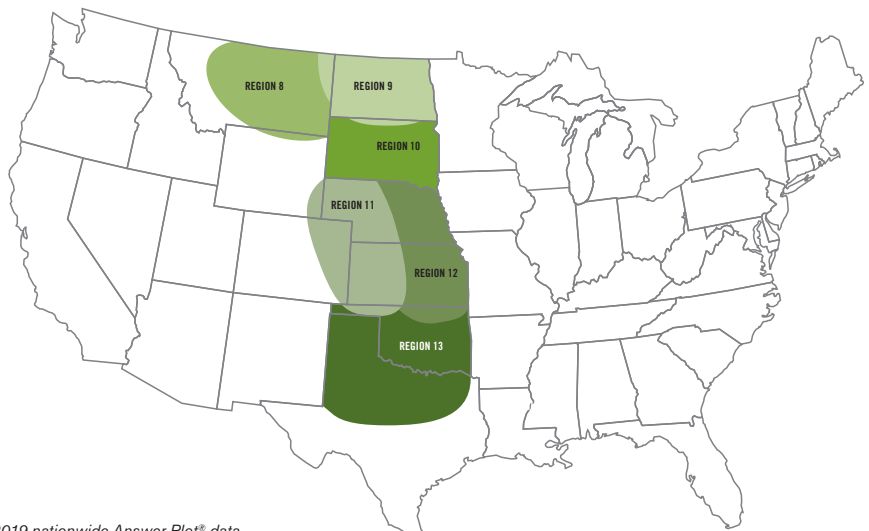 REGION 8
REGION 9
REGION 10
REGION 11
REGION 12
REGION 13
nationwide Answer Plot® data